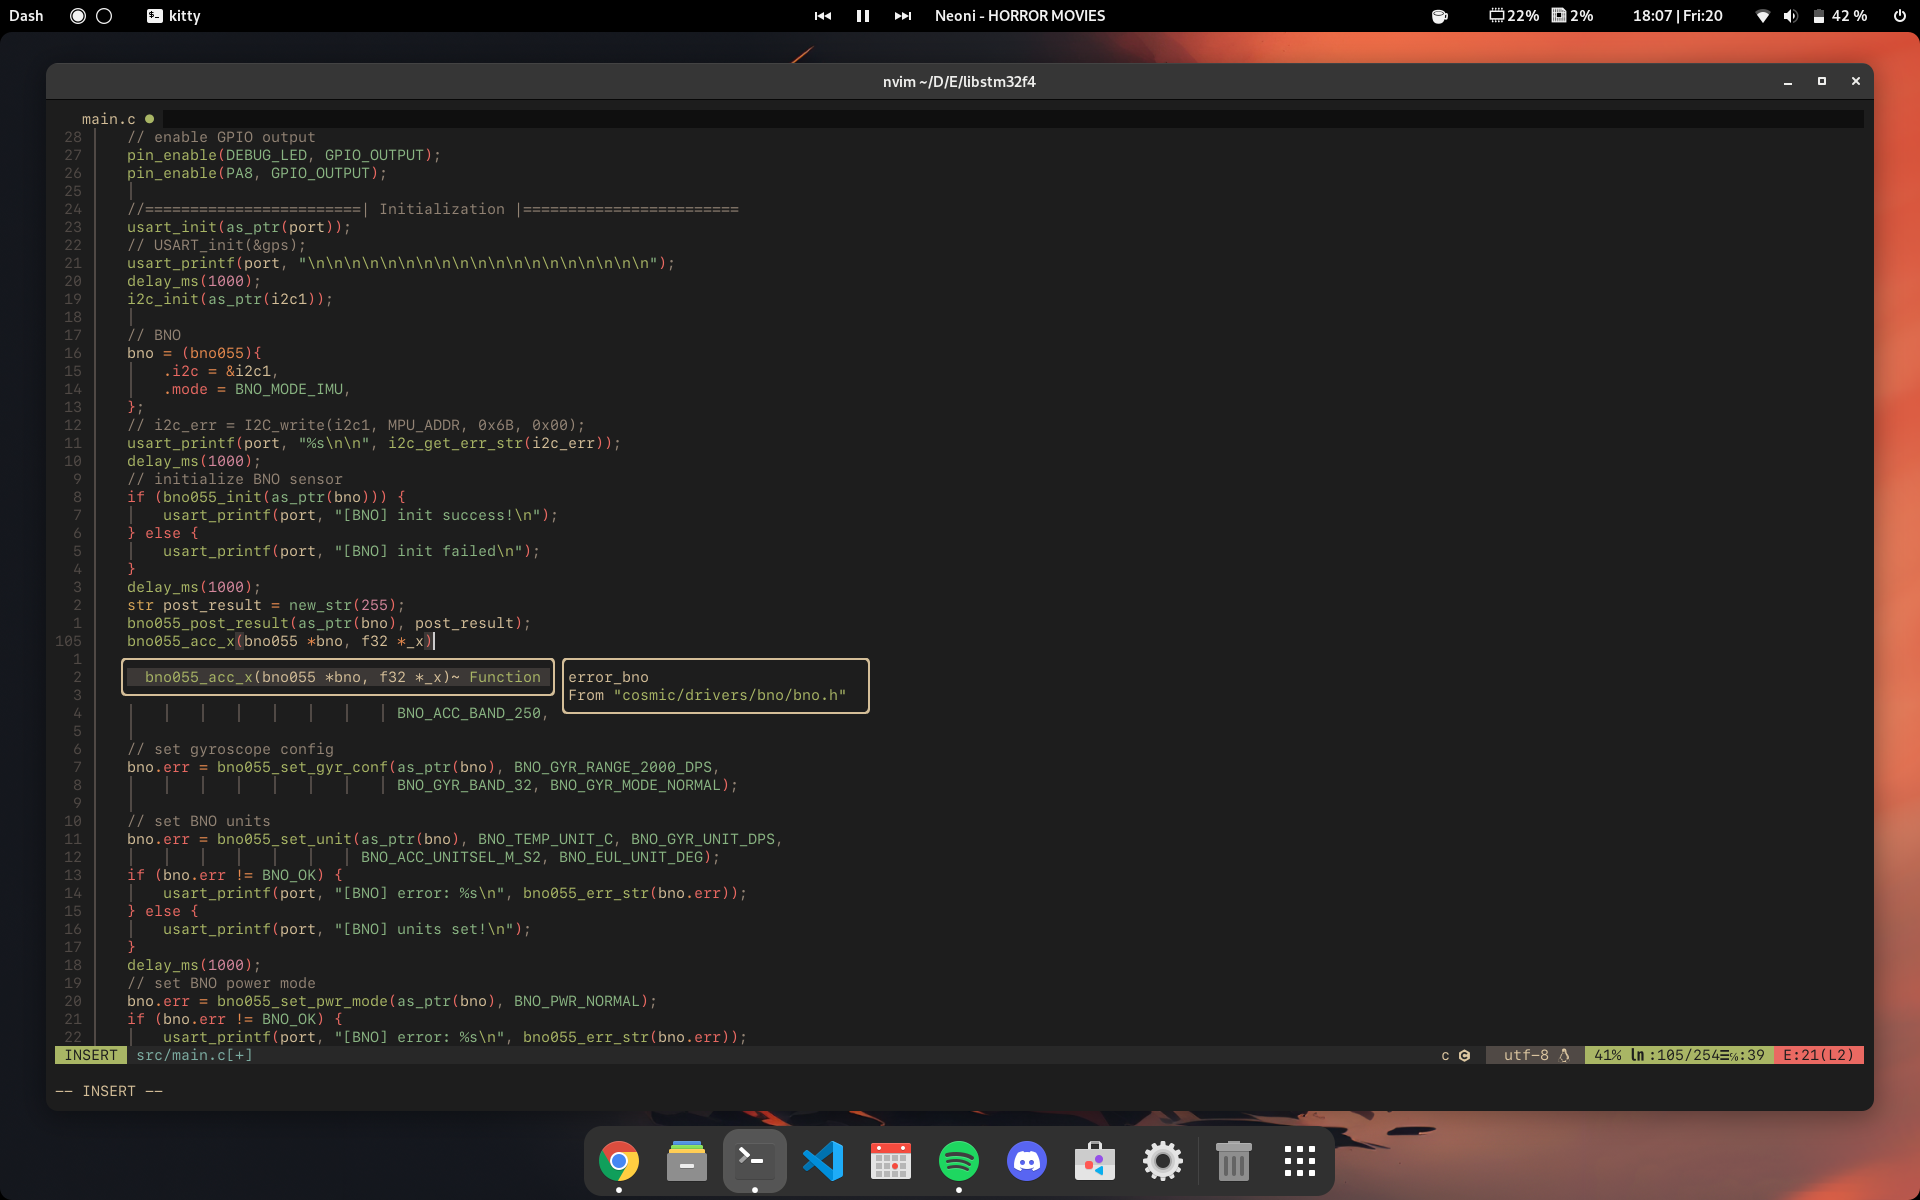 Dash kitty Neoni - HORROR MOVIES 22% 2% 18:07 | Fri:20 42 %
nvim ~/D/E/libstm32f4
main.c
28 // enable GPIO output
27 pin_enable(DEBUG_LED, GPIO_OUTPUT);
26 pin_enable(PA8, GPIO_OUTPUT);
25
24 //========================| Initialization |========================
23 usart_init(as_ptr(port));
22 // USART_init(&gps);
21 usart_printf(port, "\n\n\n\n\n\n\n\n\n\n\n\n\n\n\n\n\n\n\n");
20 delay_ms(1000);
19 i2c_init(as_ptr(i2c1));
18
17 // BNO
16 bno = (bno055){
15 .i2c = &i2c1,
14 .mode = BNO_MODE_IMU,
13 };
12 // i2c_err = I2C_write(i2c1, MPU_ADDR, 0x6B, 0x00);
11 usart_printf(port, "%s\n\n", i2c_get_err_str(i2c_err));
10 delay_ms(1000);
9 // initialize BNO sensor
8 if (bno055_init(as_ptr(bno))) {
7 usart_printf(port, "[BNO] init success!\n");
6 } else {
5 usart_printf(port, "[BNO] init failed\n");
4 }
3 delay_ms(1000);
2 str post_result = new_str(255);
1 bno055_post_result(as_ptr(bno), post_result);
105 bno055_acc_x(bno055 *bno, f32 *_x)
1
2 bno055_acc_x(bno055 *bno, f32 *_x)~ Function error_bno
3 From "cosmic/drivers/bno/bno.h"
4 BNO_ACC_BAND_250,
5
6 // set gyroscope config
7 bno.err = bno055_set_gyr_conf(as_ptr(bno), BNO_GYR_RANGE_2000_DPS,
8 BNO_GYR_BAND_32, BNO_GYR_MODE_NORMAL);
9
10 // set BNO units
11 bno.err = bno055_set_unit(as_ptr(bno), BNO_TEMP_UNIT_C, BNO_GYR_UNIT_DPS,
12 BNO_ACC_UNITSEL_M_S2, BNO_EUL_UNIT_DEG);
13 if (bno.err != BNO_OK) {
14 usart_printf(port, "[BNO] error: %s\n", bno055_err_str(bno.err));
15 } else {
16 usart_printf(port, "[BNO] units set!\n");
17 }
18 delay_ms(1000);
19 // set BNO power mode
20 bno.err = bno055_set_pwr_mode(as_ptr(bno), BNO_PWR_NORMAL);
21 if (bno.err != BNO_OK) {
22 usart_printf(port, "[BNO] error: %s\n", bno055_err_str(bno.err));
INSERT src/main.c[+] c utf-8 41% ln :105/254☰℅:39 E:21(L2)
-- INSERT --